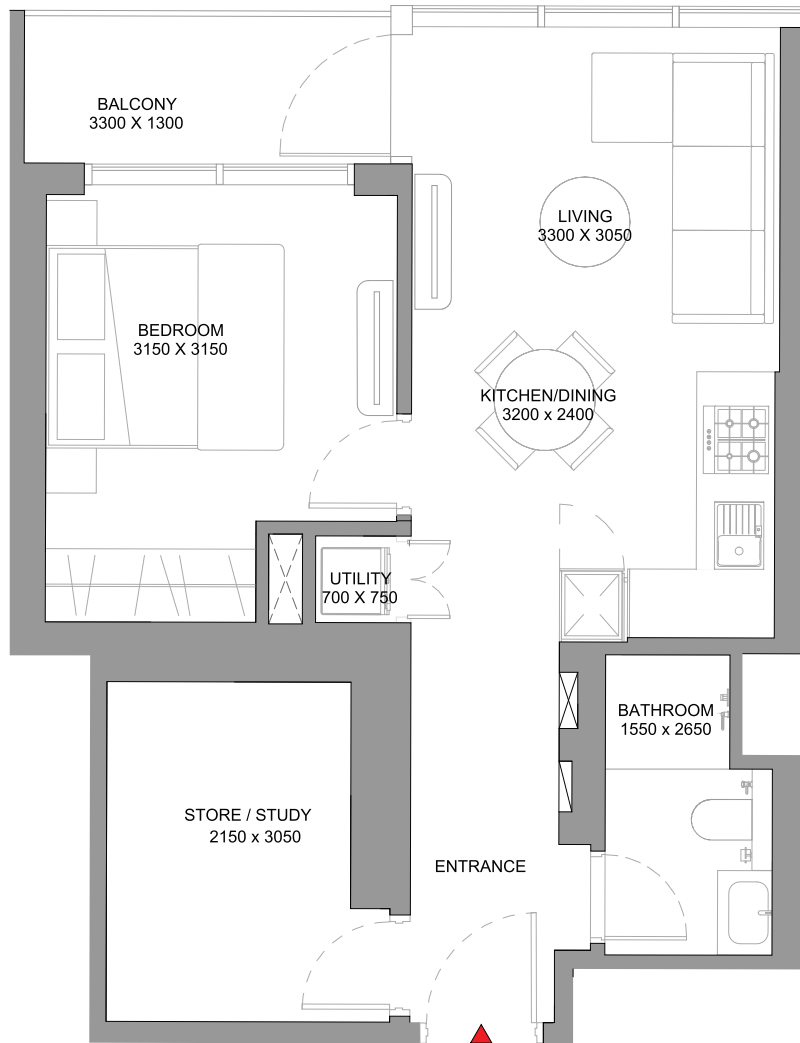 BALCONY
3300 X 1300
LIVING
3300 X 3050
BEDROOM
3150 X 3150
KITCHEN/DINING
3200 x 2400
UTILITY
700 X 750
BATHROOM
1550 x 2650
STORE / STUDY
2150 x 3050
ENTRANCE